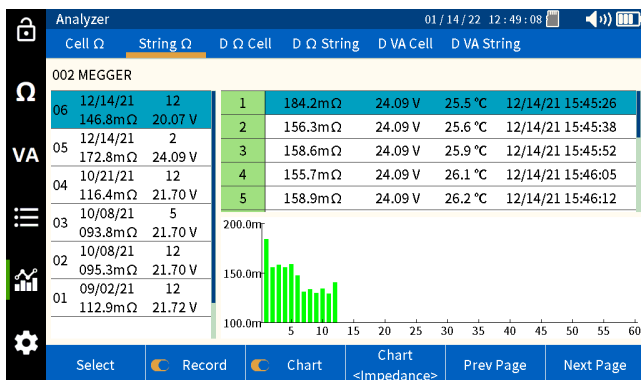 Analyzer 01/14/22 12:49:08
Cell Ω String Ω D Ω Cell D Ω String D VA Cell D VA String
002 MEGGER
Ω
VA
06 12/14/21 12
146.8mΩ 20.07 V
05 12/14/21 2
172.8mΩ 24.09 V
04 10/21/21 12
116.4mΩ 21.70 V
03 10/08/21 5
093.8mΩ 21.70 V
02 10/08/21 12
095.3mΩ 21.70 V
01 09/02/21 12
112.9mΩ 21.72 V
1 184.2mΩ 24.09 V 25.5 °C 12/14/21 15:45:26
2 156.3mΩ 24.09 V 25.6 °C 12/14/21 15:45:38
3 158.6mΩ 24.09 V 25.9 °C 12/14/21 15:45:52
4 155.7mΩ 24.09 V 26.1 °C 12/14/21 15:46:05
5 158.9mΩ 24.09 V 26.2 °C 12/14/21 15:46:12
200.0m
150.0m
100.0m
5 10 15 20 25 30 35 40 45 50 55 60
Select Record Chart Chart Prev Page Next Page
<Impedance>